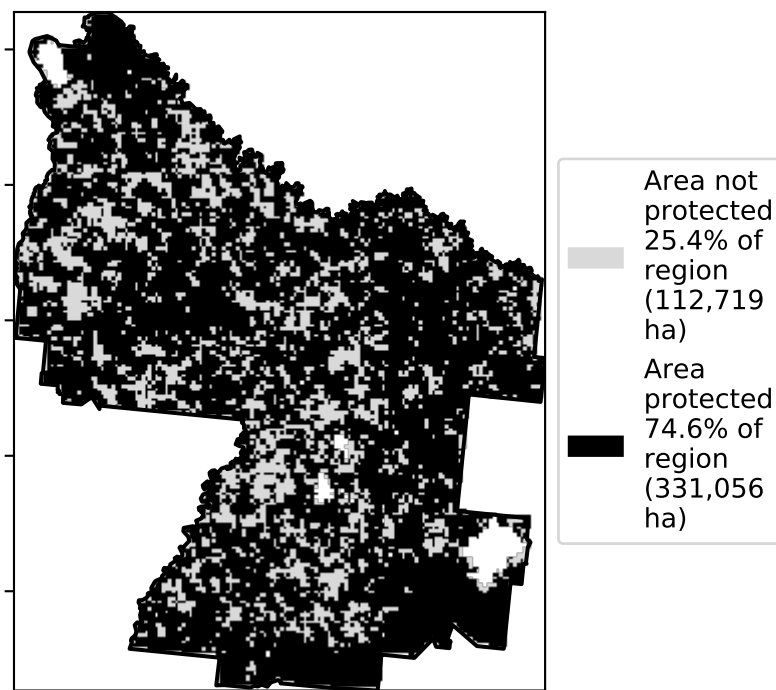 Area not
protected
25.4% of
region
(112,719
ha)
Area
protected
74.6% of
region
(331,056
ha)